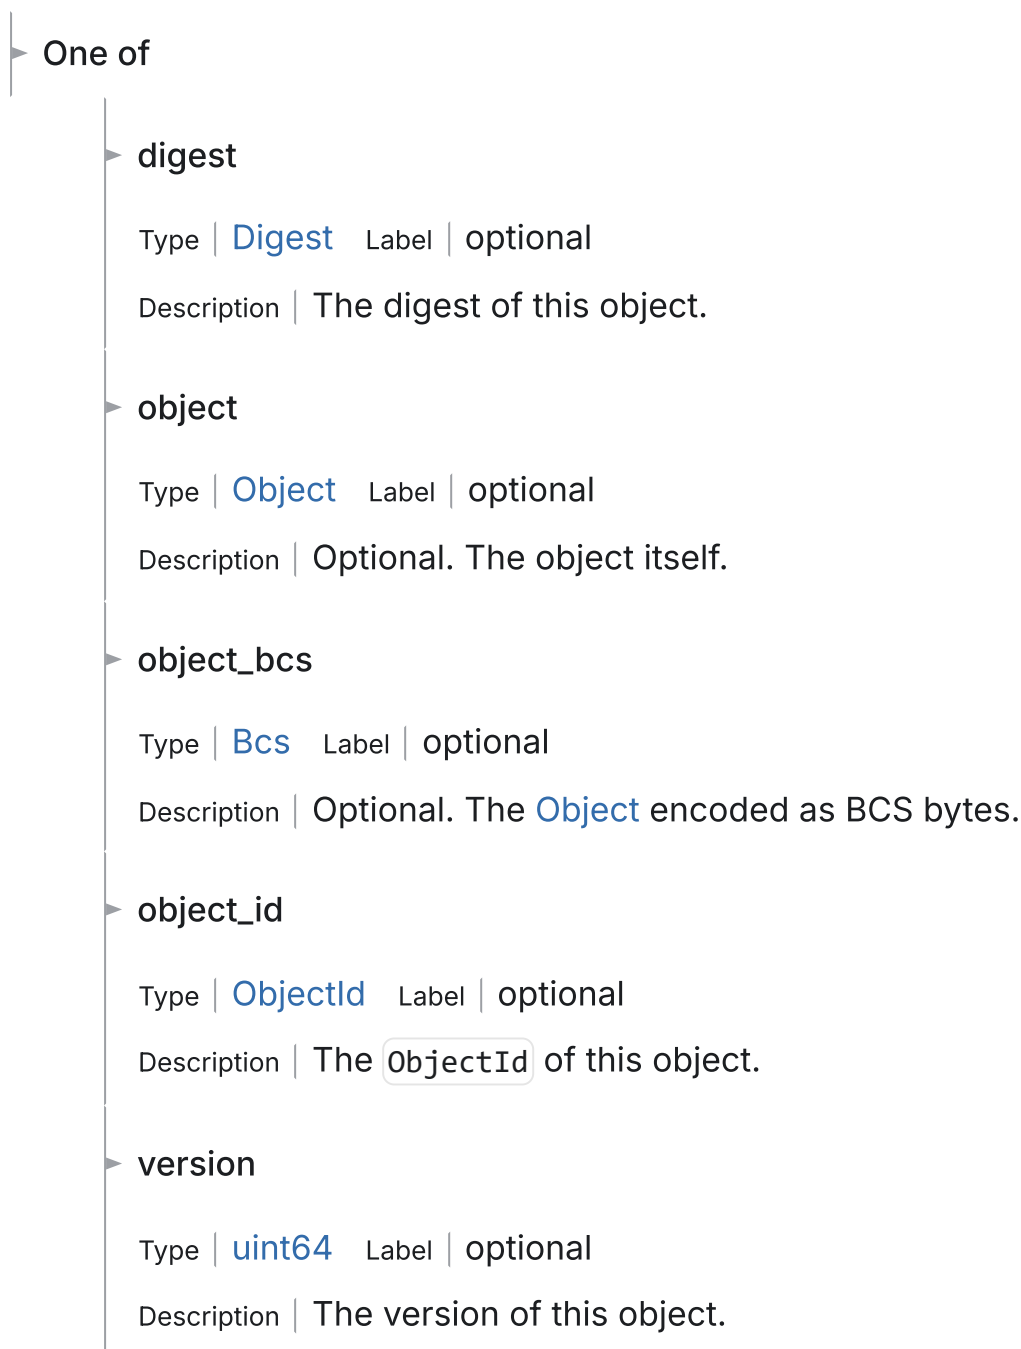 One of
digest
Type Digest Label optional
Description The digest of this object.
object
Type Object Label optional
Description Optional. The object itself.
object_bcs
Type Bcs Label optional
Description Optional. The Object encoded as BCS bytes.
object_id
Type ObjectId Label optional
Description The ObjectId of this object.
version
Type uint64 Label optional
Description The version of this object.